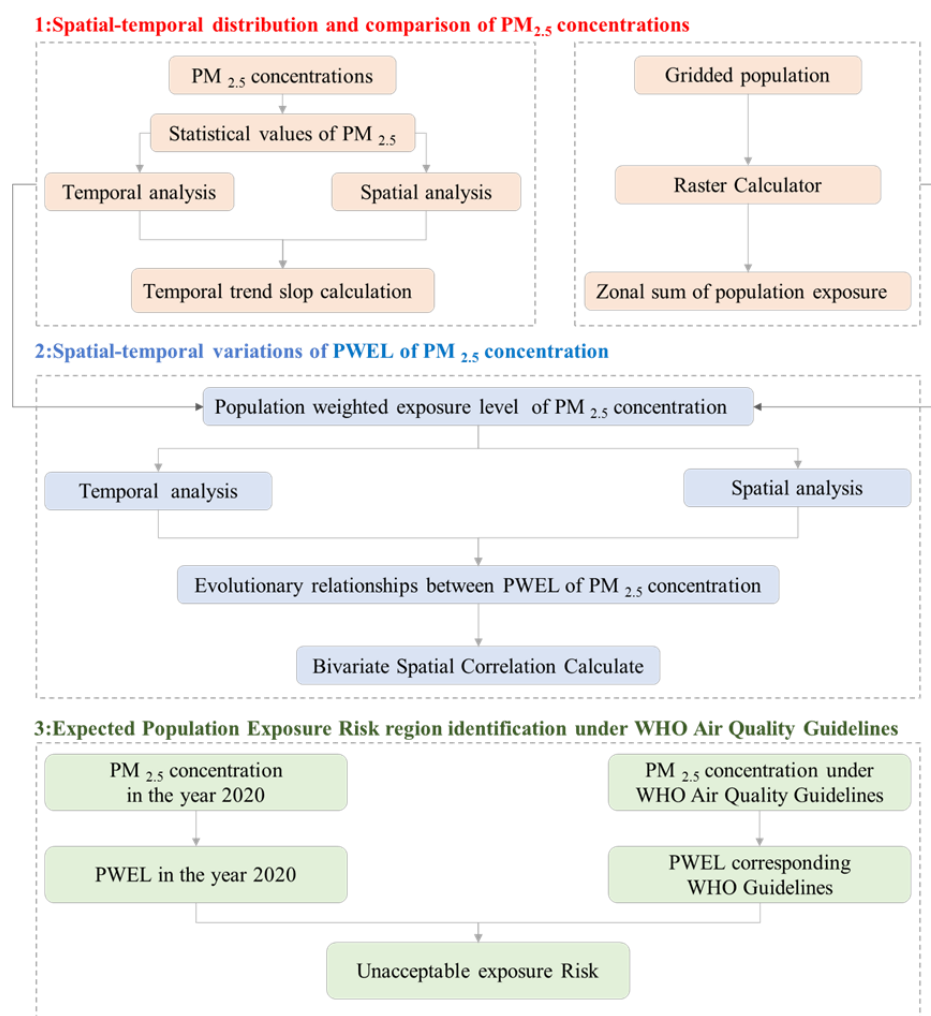 1:Spatial-temporal distribution and comparison of PM2.5 concentrations
PM 2.5 concentrations
Statistical values of PM 2.5
Temporal analysis
Spatial analysis
Temporal trend slop calculation
Gridded population
Raster Calculator
Zonal sum of population exposure
2:Spatial-temporal variations of PWEL of PM 2.5 concentration
Population weighted exposure level of PM 2.5 concentration
Temporal analysis
Spatial analysis
Evolutionary relationships between PWEL of PM 2.5 concentration
Bivariate Spatial Correlation Calculate
3:Expected Population Exposure Risk region identification under WHO Air Quality Guidelines
PM 2.5 concentration
in the year 2020
PWEL in the year 2020
PM 2.5 concentration under
WHO Air Quality Guidelines
PWEL corresponding
WHO Guidelines
Unacceptable exposure Risk